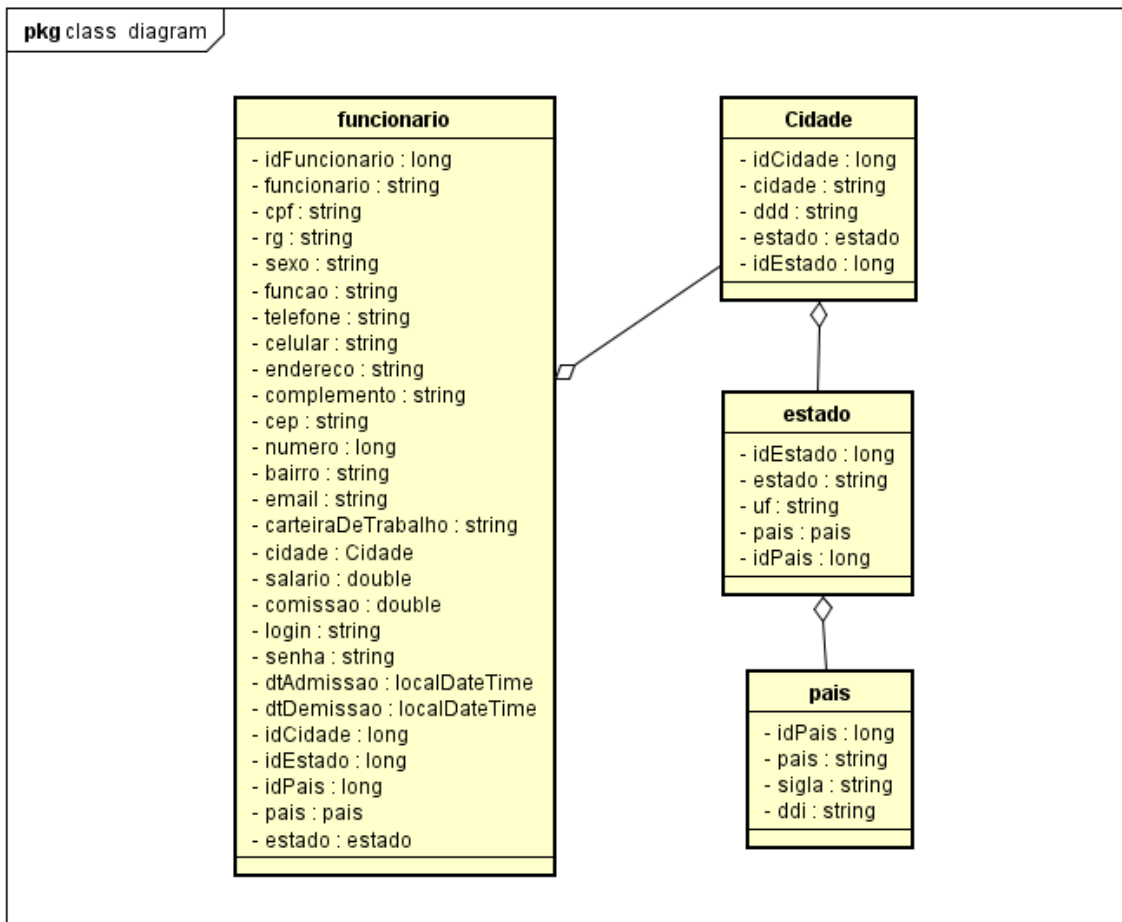 pkg class diagram
funcionario
- idFuncionario : long
- funcionario : string
- cpf : string
- rg : string
- sexo : string
- funcao : string
- telefone : string
- celular : string
- endereco : string
- complemento : string
- cep : string
- numero : long
- bairro : string
- email : string
- carteiraDeTrabalho : string
- cidade : Cidade
- salario : double
- comissao : double
- login : string
- senha : string
- dtAdmissao : localDateTime
- dtDemissao : localDateTime
- idCidade : long
- idEstado : long
- idPais : long
- pais : pais
- estado : estado
Cidade
- idCidade : long
- cidade : string
- ddd : string
- estado : estado
- idEstado : long
estado
- idEstado : long
- estado : string
- uf : string
- pais : pais
- idPais : long
pais
- idPais : long
- pais : string
- sigla : string
- ddi : string